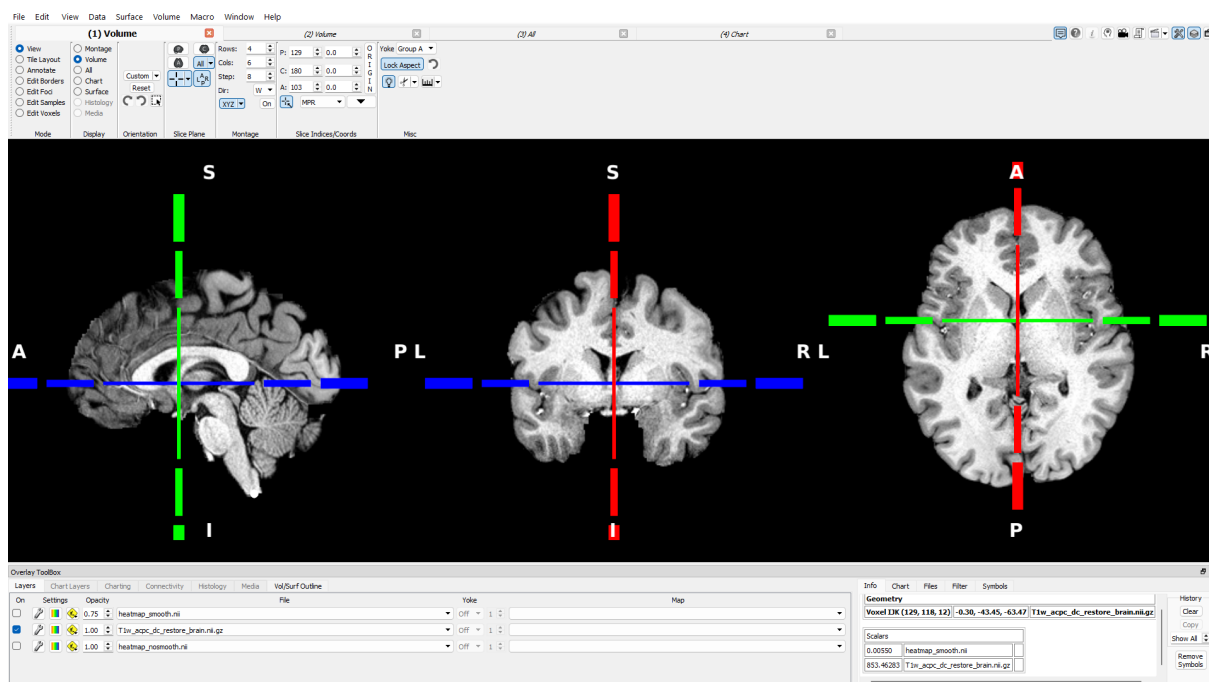 File Edit View Data Surface Volume Macro Window Help
(1) Volume (2) Volume (3) All (4) Chart
View Montage Rows: 4 P: 129 0.0 O Yoke Group A
Tile Layout Volume R
Annotate All All Cols: 6 I Lock Aspect
Edit Borders Chart Custom C: 180 0.0 G
Edit Foci Surface Reset L A R P Step: 8 I
Edit Samples Histology Dir: W A: 103 0.0 N
Edit Voxels Media XYZ On MPR
Mode Display Orientation Slice Plane Montage Slice Indices/Coords Misc
S S A
A P L R L R
I I P
Overlay ToolBox
Layers Chart Layers Charting Connectivity Histology Media Vol/Surf Outline Info Chart Files Filter Symbols
On Settings Opacity File Yoke Map Geometry History
0.75 heatmap_smooth.nii Off 1 Voxel IJK (129, 118, 12) -0.30, -43.45, -63.47 T1w_acpc_dc_restore_brain.nii.gz Clear
1.00 T1w_acpc_dc_restore_brain.nii.gz Off 1 Copy
1.00 heatmap_nosmooth.nii Off 1 Scalars Show All
0.00550 heatmap_smooth.nii Remove
853.46283 T1w_acpc_dc_restore_brain.nii.gz Symbols